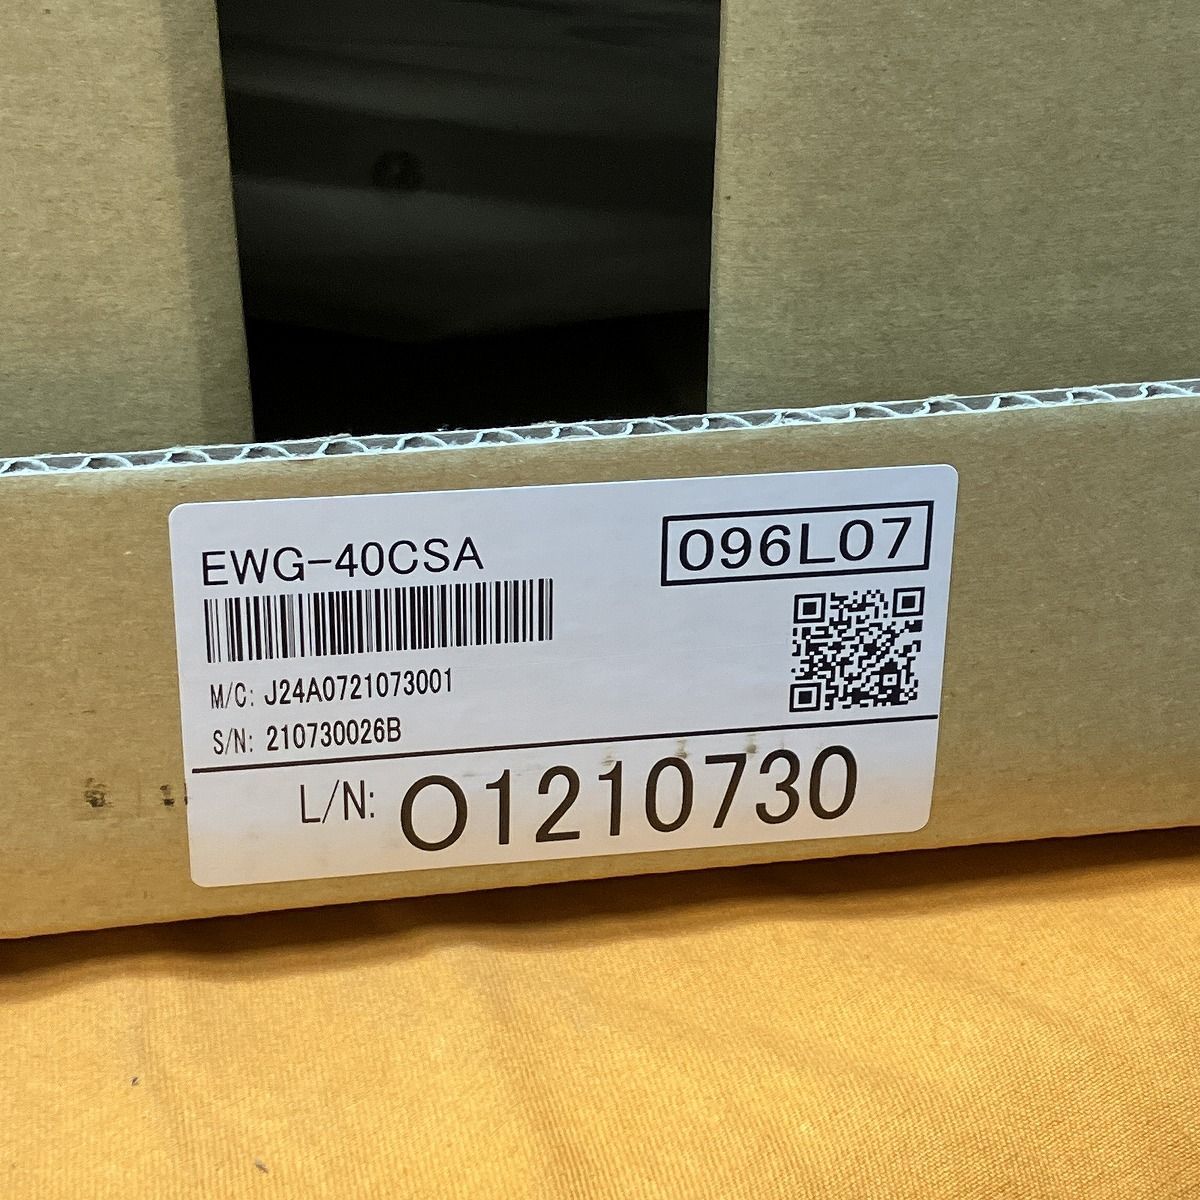 EWG-40CSA
096L07
M/C: J24A0721073001
S/N: 210730026B
L/N: O1210730